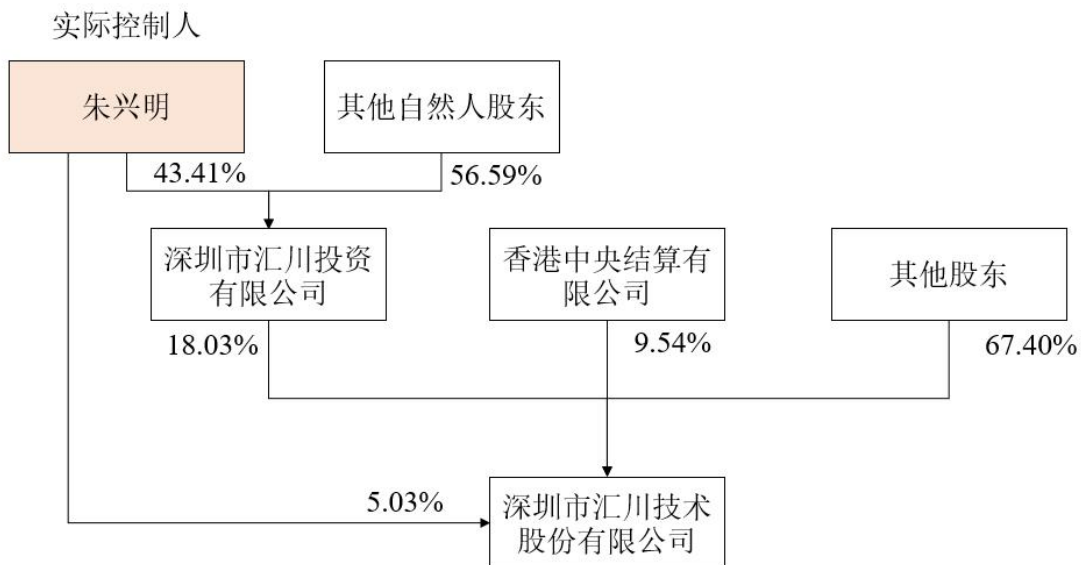 实际控制人
朱兴明
其他自然人股东
43.41%
56.59%
深圳市汇川投资
有限公司
香港中央结算有
限公司
其他股东
18.03%
9.54%
67.40%
5.03%
深圳市汇川技术
股份有限公司